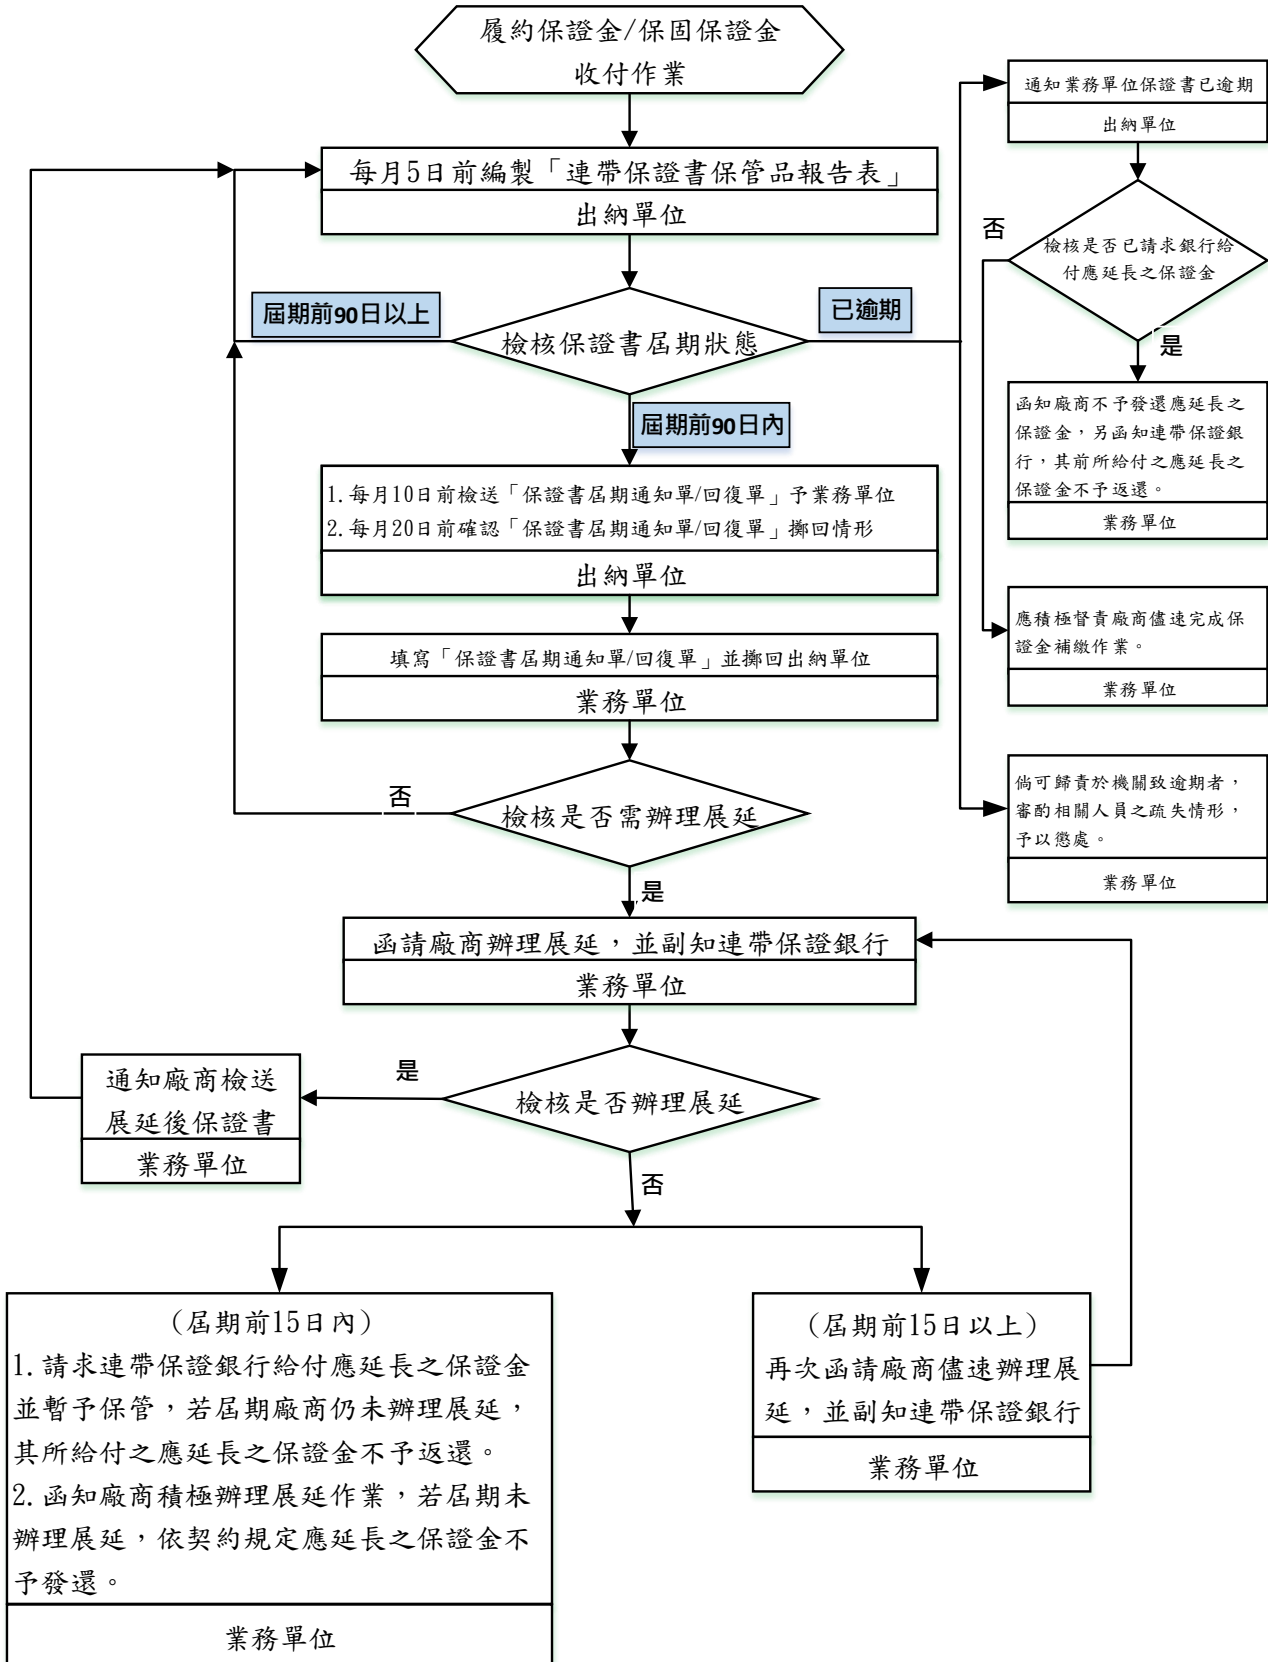 履約保證金/保固保證金
收付作業
每月5日前編製「連帶保證書保管品報告表」
出納單位
屆期前90日以上
檢核保證書屆期狀態
已逾期
屆期前90日內
1.每月10日前檢送「保證書屆期通知單/回復單」予業務單位
2.每月20日前確認「保證書屆期通知單/回復單」擲回情形
出納單位
填寫「保證書屆期通知單/回復單」並擲回出納單位
業務單位
否
檢核是否需辦理展延
是
函請廠商辦理展延，並副知連帶保證銀行
業務單位
檢核是否辦理展延
是
通知廠商檢送
展延後保證書
業務單位
否
(屆期前15日內)
1.請求連帶保證銀行給付應延長之保證金
並暫予保管，若屆期廠商仍未辦理展延，
其所給付之應延長之保證金不予返還。
2.函知廠商積極辦理展延作業，若屆期未
辦理展延，依契約規定應延長之保證金不
予發還。
業務單位
(屆期前15日以上)
再次函請廠商儘速辦理展
延，並副知連帶保證銀行
業務單位
通知業務單位保證書已逾期
出納單位
否
檢核是否已請求銀行給
付應延長之保證金
是
函知廠商不予發還應延長之
保證金，另函知連帶保證銀
行，其前所給付之應延長之
保證金不予返還。
業務單位
應積極督責廠商儘速完成保
證金補繳作業。
業務單位
倘可歸責於機關致逾期者，
審酌相關人員之疏失情形，
予以懲處。
業務單位